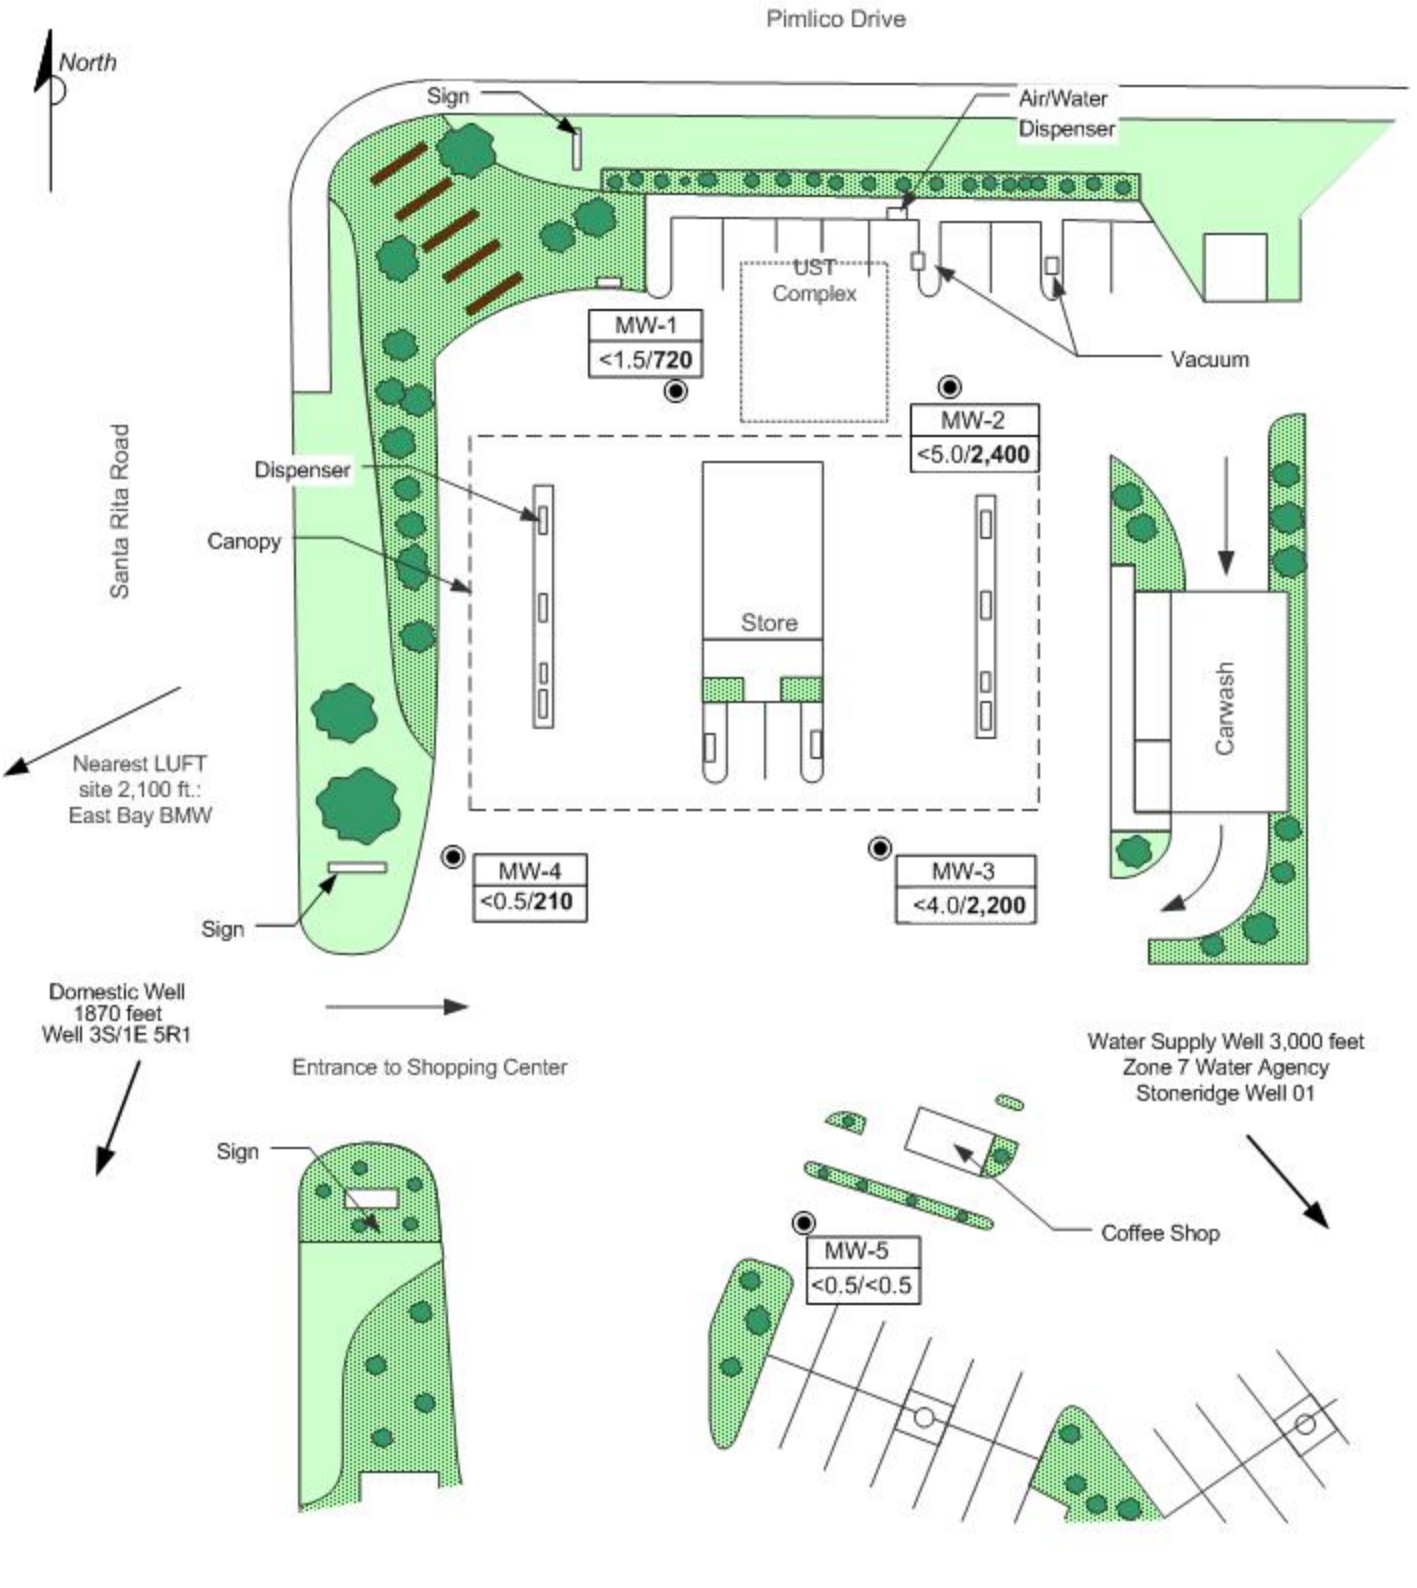 Pimlico Drive
North
Sign
Air/Water
Dispenser
UST
Complex
MW-1
<1.5/720
Vacuum
MW-2
<5.0/2,400
Santa Rita Road
Dispenser
Canopy
Store
Carwash
Nearest LUFT
site 2,100 ft.:
East Bay BMW
MW-4
<0.5/210
MW-3
<4.0/2,200
Sign
Domestic Well
1870 feet
Well 3S/1E 5R1
Entrance to Shopping Center
Water Supply Well 3,000 feet
Zone 7 Water Agency
Stoneridge Well 01
Sign
Coffee Shop
MW-5
<0.5/<0.5